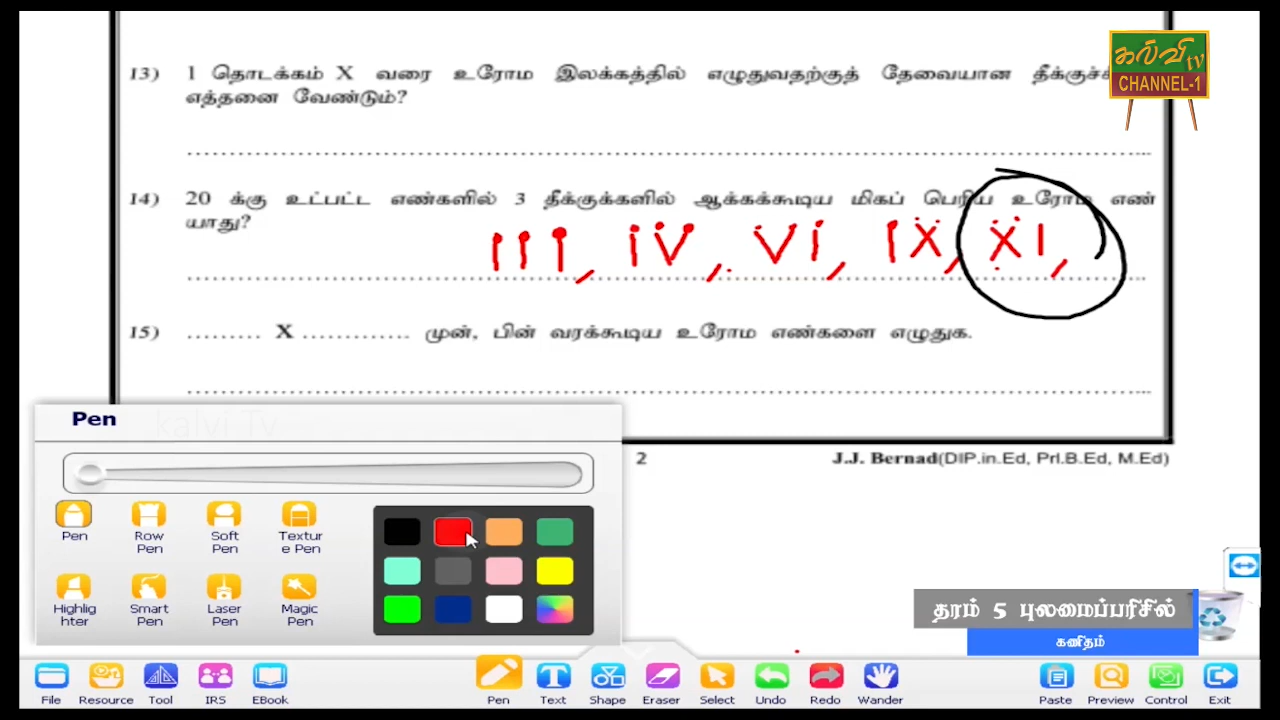 கல்வி tv
CHANNEL-1
13) 1 தொடக்கம் X வரை உரோம இலக்கத்தில் எழுதுவதற்குத் தேவையான
எத்தனை வேண்டும்?
14) 20 க்கு உட்பட்ட எண்களில் 3 தீக்குக்களில் ஆக்கக்கூடிய மிகப் பெரிய உரோம எண்
யாது?
III, IV, VI, IX, XI,
15) ......... X ............ முன், பின் வரக்கூடிய உரோம எண்களை எழுதுக.
Pen
kalvi Tv
2 J.J. Bernad(DIP.in.Ed, Prl.B.Ed, M.Ed)
Pen Row Pen Soft Pen Texture Pen
Highlighter Smart Pen Laser Pen Magic Pen
தரம் 5 புலமைப்பரிசில்
கணிதம்
File Resource Tool IRS EBook Pen Text Shape Eraser Select Undo Redo Wander Paste Preview Control Exit